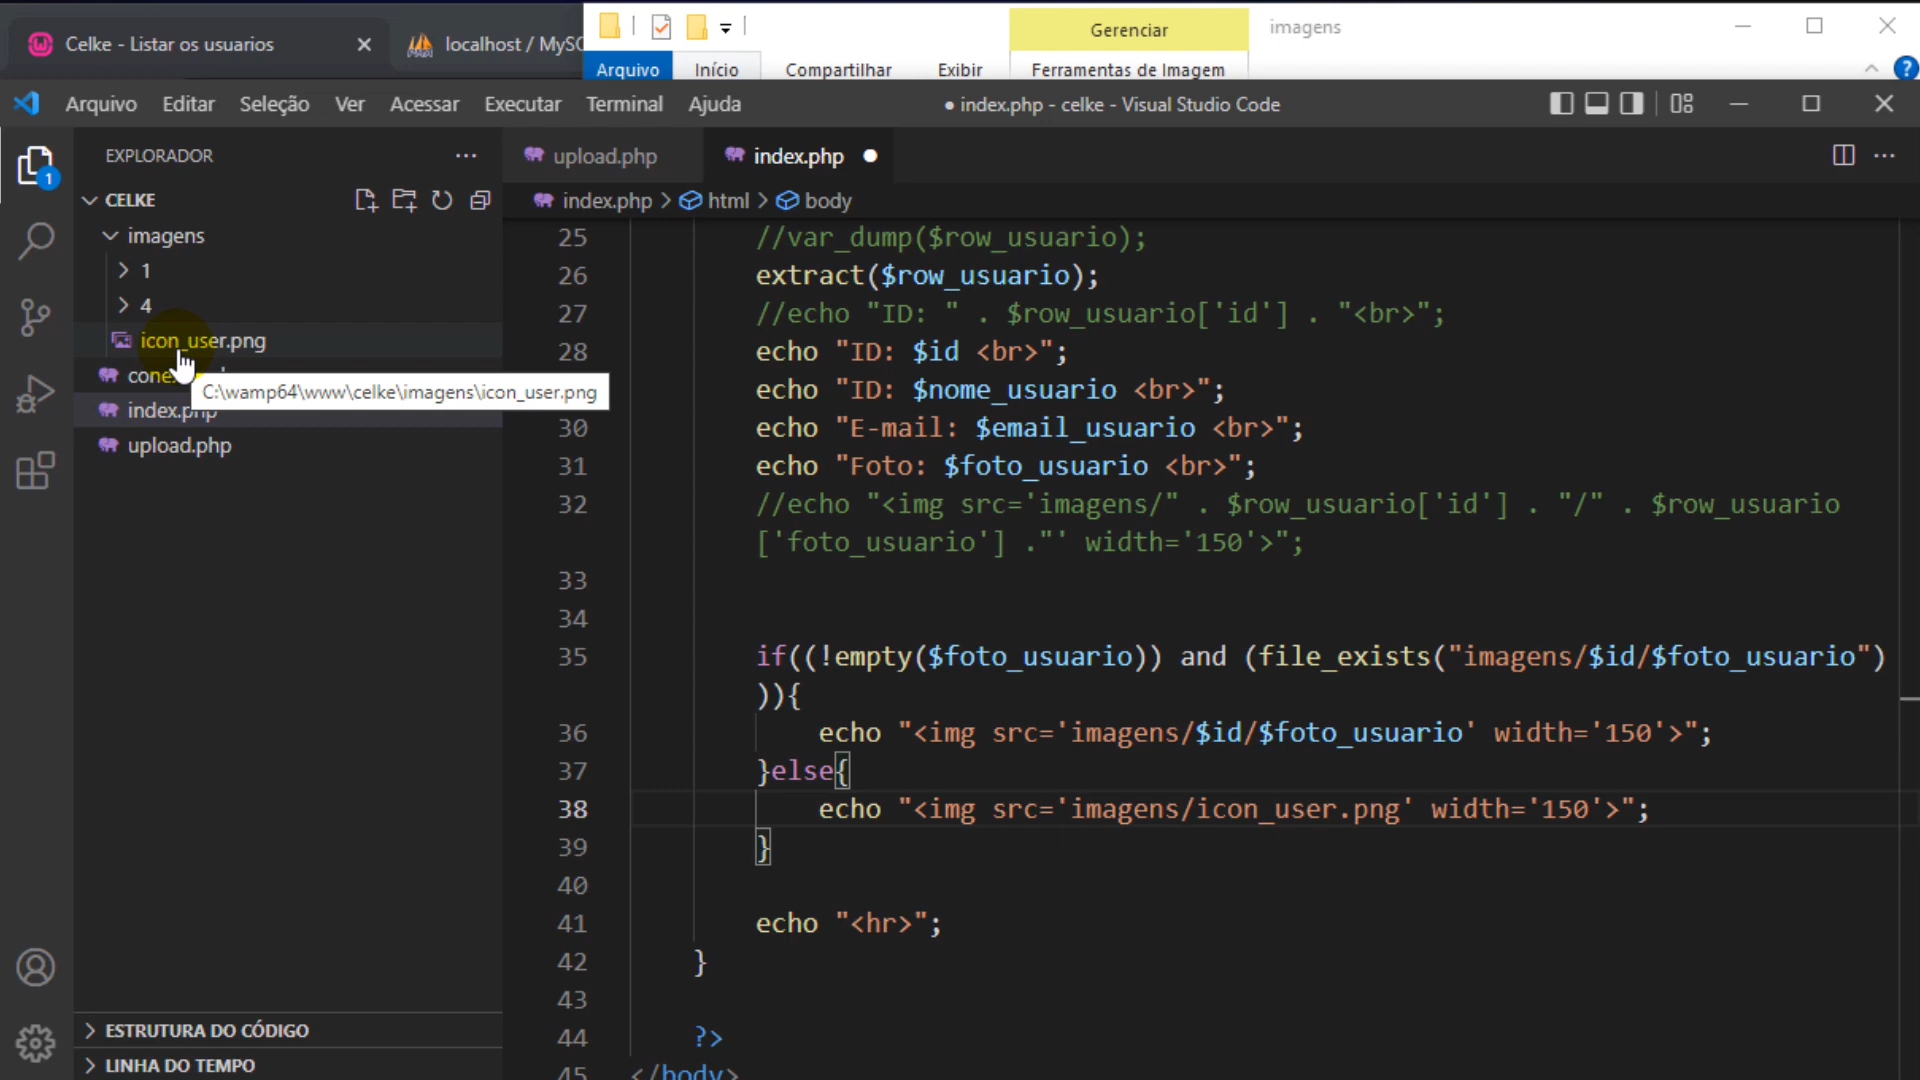 Celke - Listar os usuarios
localhost / MyS
Gerenciar
imagens
Arquivo
Início
Compartilhar
Exibir
Ferramentas de Imagem
Arquivo Editar Seleção Ver Acessar Executar Terminal Ajuda
● index.php - celke - Visual Studio Code
EXPLORADOR
1
upload.php
index.php
CELKE
index.php > html > body
imagens
1
4
icon_user.png
C:\wamp64\www\celke\imagens\icon_user.png
index.php
upload.php
25 //var_dump($row_usuario);
26 extract($row_usuario);
27 //echo "ID: " . $row_usuario['id'] . "<br>";
28 echo "ID: $id <br>";
echo "ID: $nome_usuario <br>";
30 echo "E-mail: $email_usuario <br>";
31 echo "Foto: $foto_usuario <br>";
32 //echo "<img src='imagens/" . $row_usuario['id'] . "/" . $row_usuario
['foto_usuario'] ."' width='150'>";
33
34
35 if((!empty($foto_usuario)) and (file_exists("imagens/$id/$foto_usuario")
)){
36 echo "<img src='imagens/$id/$foto_usuario' width='150'>";
37 }else{
38 echo "<img src='imagens/icon_user.png' width='150'>";
39 }
40
41 echo "<hr>";
42 }
43
44 ?>
45 </body>
ESTRUTURA DO CÓDIGO
LINHA DO TEMPO